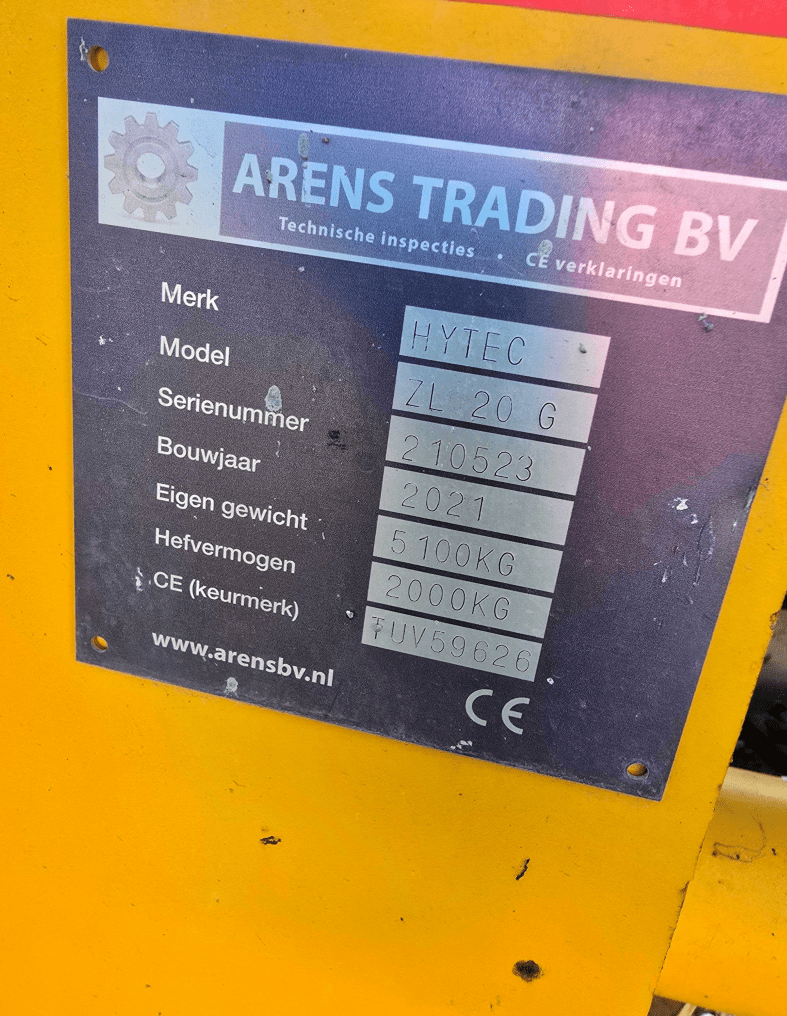 ARENS TRADING BV
Technische inspecties • CE verklaringen
Merk HYTEC
Model ZL 20 G
Serienummer 210523
Bouwjaar 2021
Eigen gewicht 5100KG
Hefvermogen 2000KG
CE (keurmerk) TUV59626
www.arensbv.nl
CE